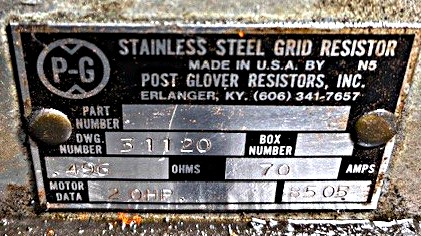 P-G
STAINLESS STEEL GRID RESISTOR
MADE IN U.S.A. BY N5
POST GLOVER RESISTORS, INC.
ERLANGER, KY. (606) 341-7657
PART NUMBER
DWG. NUMBER 31120 BOX NUMBER
.496 OHMS 70 AMPS
MOTOR DATA 20HP 8505